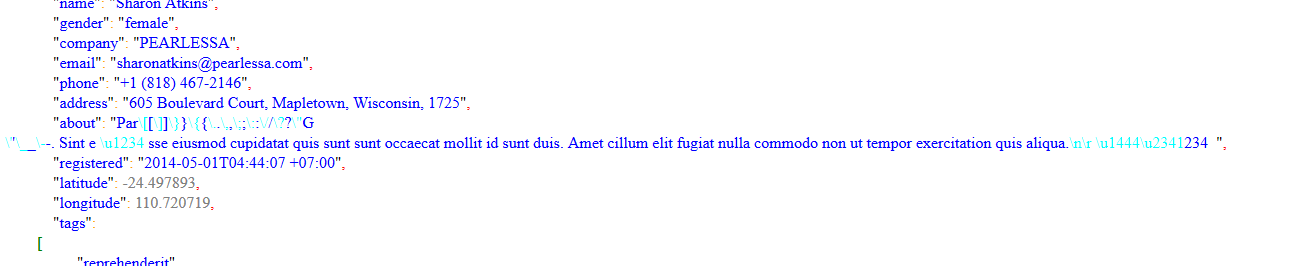 "name": "Sharon Atkins",
"gender": "female",
"company": "PEARLESSA",
"email": "sharonatkins@pearlessa.com",
"phone": "+1 (818) 467-2146",
"address": "605 Boulevard Court, Mapletown, Wisconsin, 1725",
"about": "Par\[[\]]\}}\{{\..\,,\;;\::\//\??\"G
\"\__\--. Sint e \u1234 sse eiusmod cupidatat quis sunt sunt occaecat mollit id sunt duis. Amet cillum elit fugiat nulla commodo non ut tempor exercitation quis aliqua.\n\r \u1444\u2341234  ",
"registered": "2014-05-01T04:44:07 +07:00",
"latitude": -24.497893,
"longitude": 110.720719,
"tags":
[
"reprehenderit"